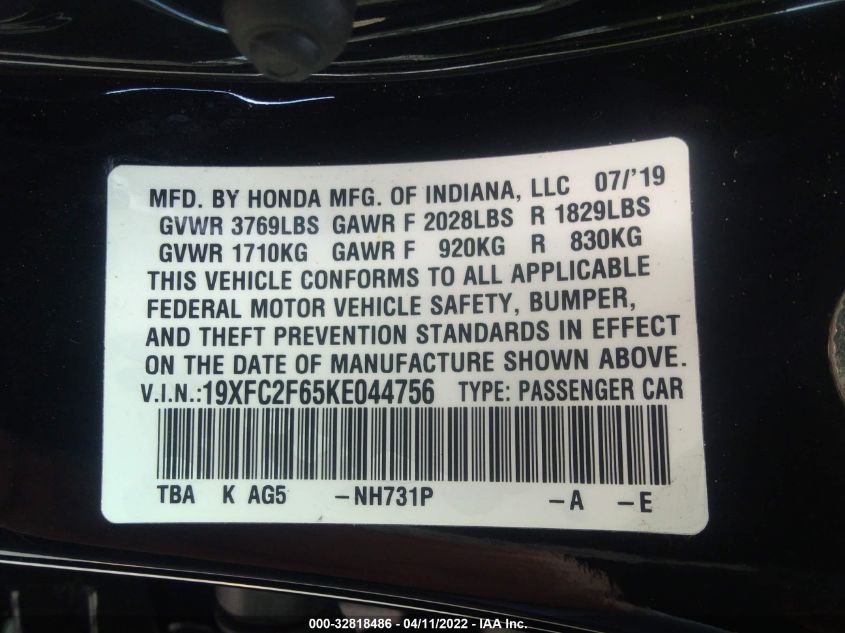 MFD. BY HONDA MFG. OF INDIANA, LLC 07/'19
GVWR 3769LBS GAWR F 2028LBS R 1829LBS
GVWR 1710KG GAWR F 920KG R 830KG
THIS VEHICLE CONFORMS TO ALL APPLICABLE
FEDERAL MOTOR VEHICLE SAFETY, BUMPER,
AND THEFT PREVENTION STANDARDS IN EFFECT
ON THE DATE OF MANUFACTURE SHOWN ABOVE.
V.I.N.:19XFC2F65KE044756 TYPE: PASSENGER CAR
TBA K AG5 -NH731P -A -E
000-32818486 - 04/11/2022 - IAA Inc.